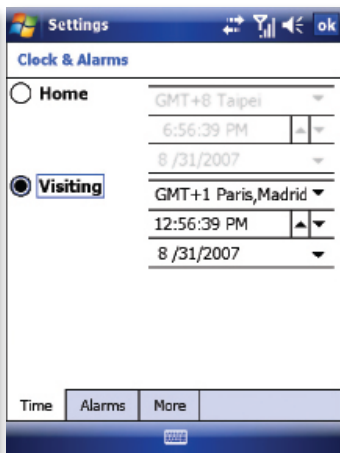 Settings
ok
Clock & Alarms
Home
GMT+8 Taipei
6:56:39 PM
8 /31/2007
Visiting
GMT+1 Paris,Madrid
12:56:39 PM
8 /31/2007
Time Alarms More